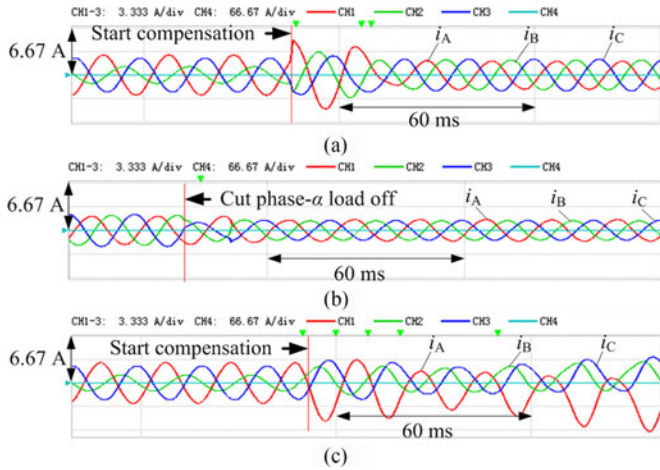 CH1-3: 3.333 A/div CH4: 66.67 A/div CH1 CH2 CH3 CH4
6.67 A
Start compensation
iA
iB
iC
60 ms
(a)
CH1-3: 3.333 A/div CH4: 66.67 A/div CH1 CH2 CH3 CH4
6.67 A
Cut phase-α load off
iA
iB
iC
60 ms
(b)
CH1-3: 3.333 A/div CH4: 66.67 A/div CH1 CH2 CH3 CH4
6.67 A
Start compensation
iA
iB
iC
60 ms
(c)